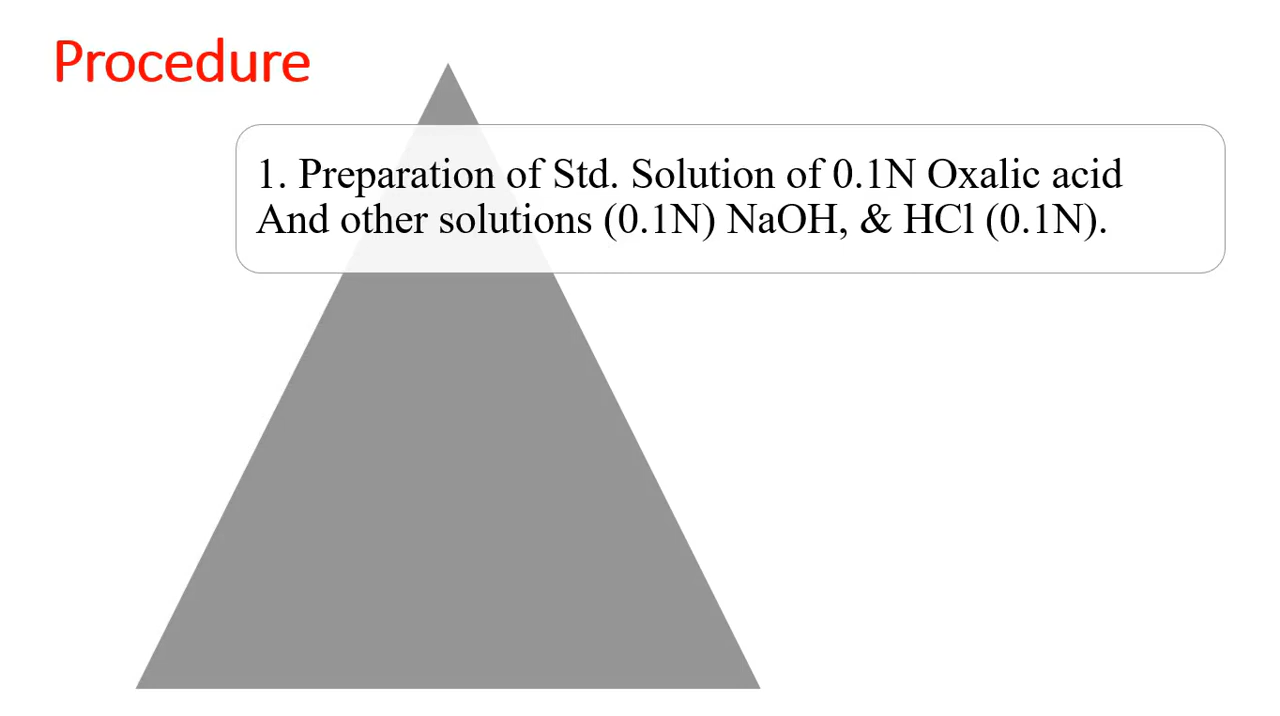 Procedure
1. Preparation of Std. Solution of 0.1N Oxalic acid
And other solutions (0.1N) NaOH, & HCl (0.1N).